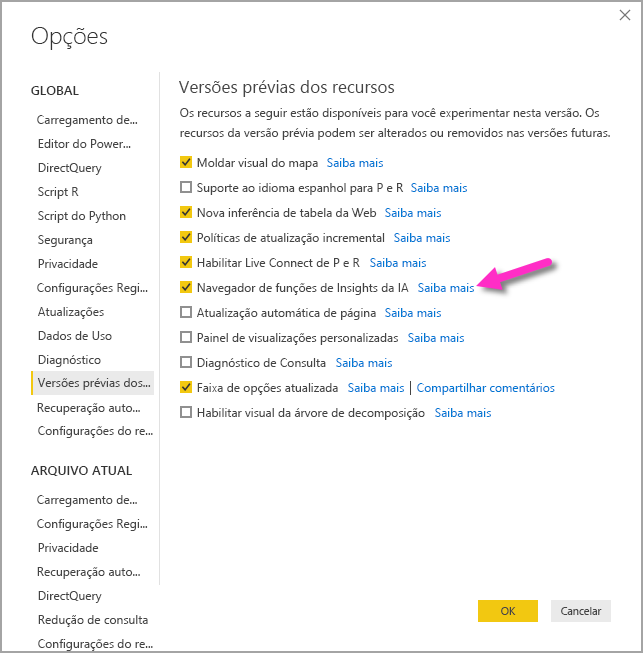 Opções
GLOBAL
Carregamento de...
Editor do Power...
DirectQuery
Script R
Script do Python
Segurança
Privacidade
Configurações Regi...
Atualizações
Dados de Uso
Diagnóstico
Versões prévias dos...
Recuperação auto...
Configurações do re...
ARQUIVO ATUAL
Carregamento de...
Configurações Regi...
Privacidade
Recuperação auto...
DirectQuery
Redução de consulta
Configurações do re...
Versões prévias dos recursos
Os recursos a seguir estão disponíveis para você experimentar nesta versão. Os
recursos da versão prévia podem ser alterados ou removidos nas versões futuras.
Moldar visual do mapa Saiba mais
Suporte ao idioma espanhol para P e R Saiba mais
Nova inferência de tabela da Web Saiba mais
Políticas de atualização incremental Saiba mais
Habilitar Live Connect de P e R Saiba mais
Navegador de funções de Insights da IA Saiba mais
Atualização automática de página Saiba mais
Painel de visualizações personalizadas Saiba mais
Diagnóstico de Consulta Saiba mais
Faixa de opções atualizada Saiba mais | Compartilhar comentários
Habilitar visual da árvore de decomposição Saiba mais
OK Cancelar